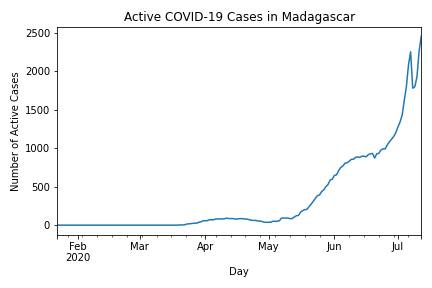 Active COVID-19 Cases in Madagascar
2500
2000
1500
1000
500
0
Number of Active Cases
Feb Mar Apr May Jun Jul
2020
Day